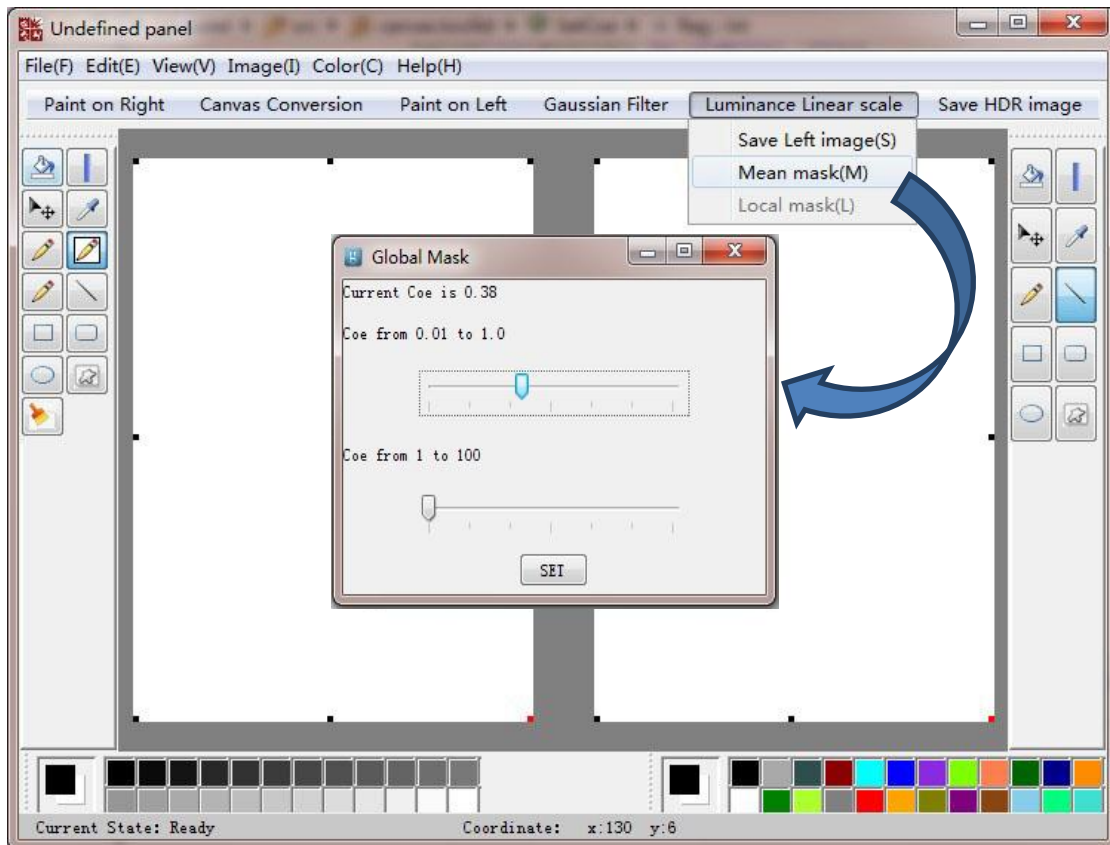 Undefined panel
File(F) Edit(E) View(V) Image(I) Color(C) Help(H)
Paint on Right Canvas Conversion Paint on Left Gaussian Filter Luminance Linear scale Save HDR image
Save Left image(S)
Mean mask(M)
Local mask(L)
Global Mask
Current Coe is 0.38
Coe from 0.01 to 1.0
Coe from 1 to 100
SET
Current State: Ready Coordinate: x:130 y:6